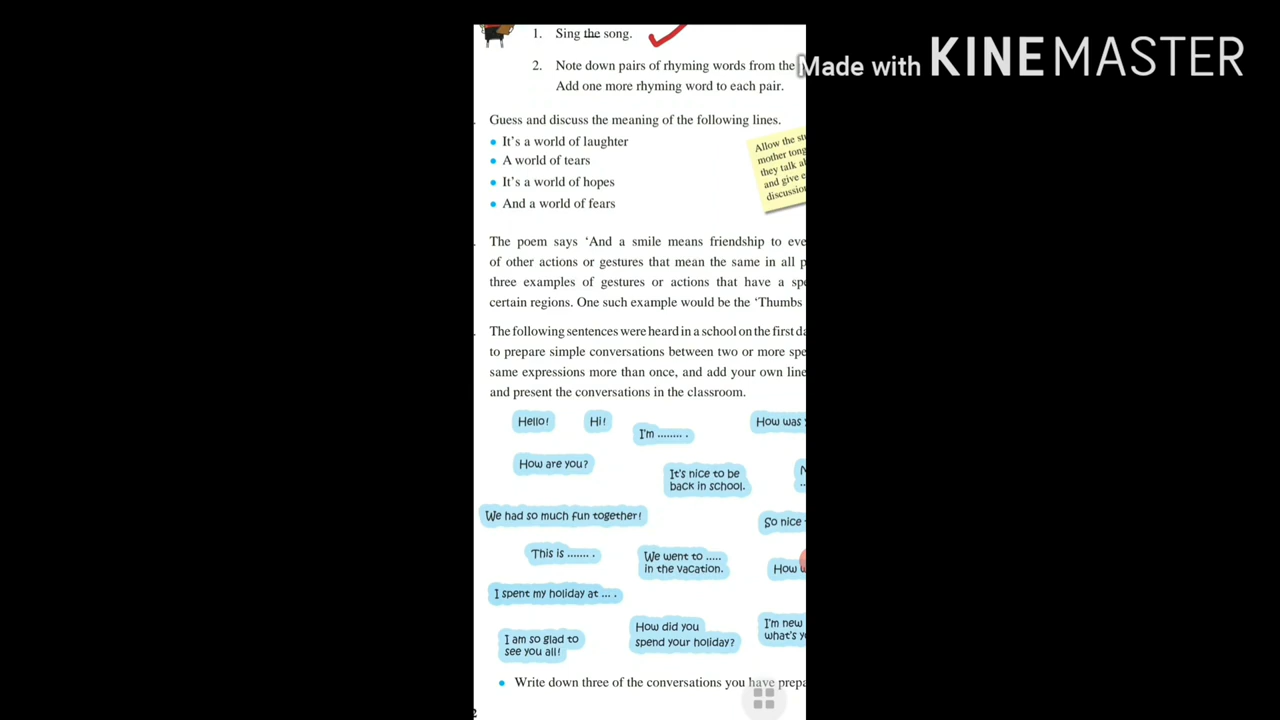 1. Sing the song.
Made with KINEMASTER
2. Note down pairs of rhyming words from the
Add one more rhyming word to each pair.
Guess and discuss the meaning of the following lines.
• It's a world of laughter
• A world of tears
• It's a world of hopes
• And a world of fears
Allow the
mother
they talk
and give
The poem says 'And a smile means friendship to
of other actions or gestures that mean the same in all
three examples of gestures or actions that have a
certain regions. One such example would be the 'Thumbs
The following sentences were heard in a school on the first
to prepare simple conversations between two or more
same expressions more than once, and add your own
and present the conversations in the classroom.
Hello!
Hi!
I'm ........ .
How was
How are you?
It's nice to be
back in school.
We had so much fun together!
So nice
This is ....... .
We went to .....
in the vacation.
How
I spent my holiday at ... .
I am so glad to
see you all!
How did you
spend your holiday?
I'm new
what's
• Write down three of the conversations you have